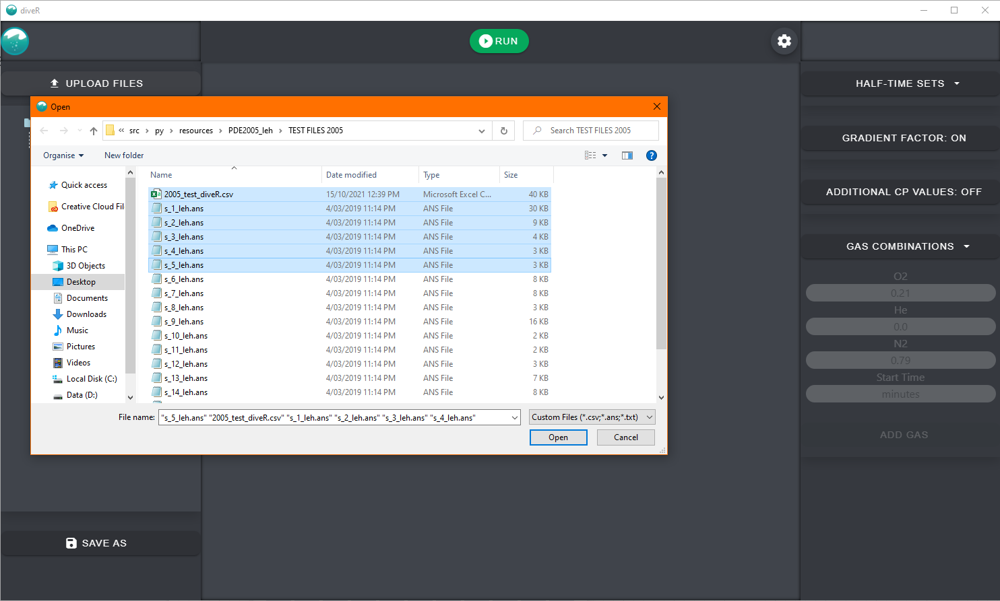 diveR
RUN
UPLOAD FILES
HALF-TIME SETS
GRADIENT FACTOR: ON
ADDITIONAL CP VALUES: OFF
GAS COMBINATIONS
O2
0.21
He
0.0
N2
0.79
Start Time
minutes
ADD GAS
SAVE AS
Open
« src › py › resources › PDE2005_leh › TEST FILES 2005
Search TEST FILES 2005
Organise New folder
Quick access
Creative Cloud Fil
OneDrive
This PC
3D Objects
Desktop
Documents
Downloads
Music
Pictures
Videos
Local Disk (C:)
Data (D:)
Name Date modified Type Size
2005_test_diveR.csv 15/10/2021 12:39 PM Microsoft Excel C... 40 KB
s_1_leh.ans 4/03/2019 11:14 PM ANS File 30 KB
s_2_leh.ans 4/03/2019 11:14 PM ANS File 9 KB
s_3_leh.ans 4/03/2019 11:14 PM ANS File 4 KB
s_4_leh.ans 4/03/2019 11:14 PM ANS File 3 KB
s_5_leh.ans 4/03/2019 11:14 PM ANS File 3 KB
s_6_leh.ans 4/03/2019 11:14 PM ANS File 8 KB
s_7_leh.ans 4/03/2019 11:14 PM ANS File 8 KB
s_8_leh.ans 4/03/2019 11:14 PM ANS File 3 KB
s_9_leh.ans 4/03/2019 11:14 PM ANS File 16 KB
s_10_leh.ans 4/03/2019 11:14 PM ANS File 2 KB
s_11_leh.ans 4/03/2019 11:14 PM ANS File 2 KB
s_12_leh.ans 4/03/2019 11:14 PM ANS File 3 KB
s_13_leh.ans 4/03/2019 11:14 PM ANS File 7 KB
s_14_leh.ans 4/03/2019 11:14 PM ANS File 8 KB
File name: "s_5_leh.ans" "2005_test_diveR.csv" "s_1_leh.ans" "s_2_leh.ans" "s_3_leh.ans" "s_4_leh.ans"
Custom Files (*.csv;*.ans;*.txt)
Open Cancel